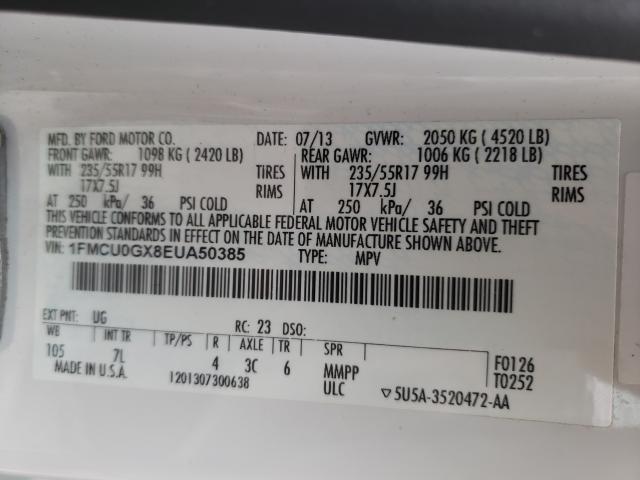 MFD. BY FORD MOTOR CO. DATE: 07/13 GVWR: 2050 KG ( 4520 LB)
FRONT GAWR: 1098 KG ( 2420 LB) REAR GAWR: 1006 KG ( 2218 LB)
WITH 235/55R17 99H TIRES WITH 235/55R17 99H TIRES
17X7.5J RIMS 17X7.5J RIMS
AT 250 kPa/ 36 PSI COLD AT 250 kPa/ 36 PSI COLD
THIS VEHICLE CONFORMS TO ALL APPLICABLE FEDERAL MOTOR VEHICLE SAFETY AND THEFT
PREVENTION STANDARDS IN EFFECT ON THE DATE OF MANUFACTURE SHOWN ABOVE.
VIN: 1FMCU0GX8EUA50385 TYPE: MPV
EXT PNT: UG RC: 23 DSO:
WB INT TR TP/PS R AXLE TR SPR F0126
105 7L 4 3C 6 MMPP T0252
MADE IN U.S.A. 1201307300638 ULC ▽5U5A-3520472-AA